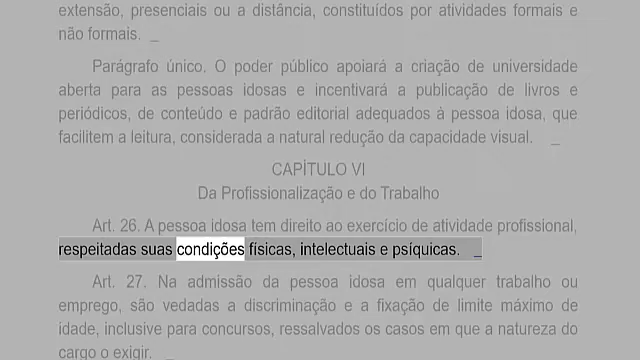 extensão, presenciais ou a distância, constituídos por atividades formais e
não formais.
Parágrafo único. O poder público apoiará a criação de universidade
aberta para as pessoas idosas e incentivará a publicação de livros e
periódicos, de conteúdo e padrão editorial adequados à pessoa idosa, que
facilitem a leitura, considerada a natural redução da capacidade visual.
CAPÍTULO VI
Da Profissionalização e do Trabalho
Art. 26. A pessoa idosa tem direito ao exercício de atividade profissional,
respeitadas suas condições físicas, intelectuais e psíquicas.
Art. 27. Na admissão da pessoa idosa em qualquer trabalho ou
emprego, são vedadas a discriminação e a fixação de limite máximo de
idade, inclusive para concursos, ressalvados os casos em que a natureza do
cargo o exigir.